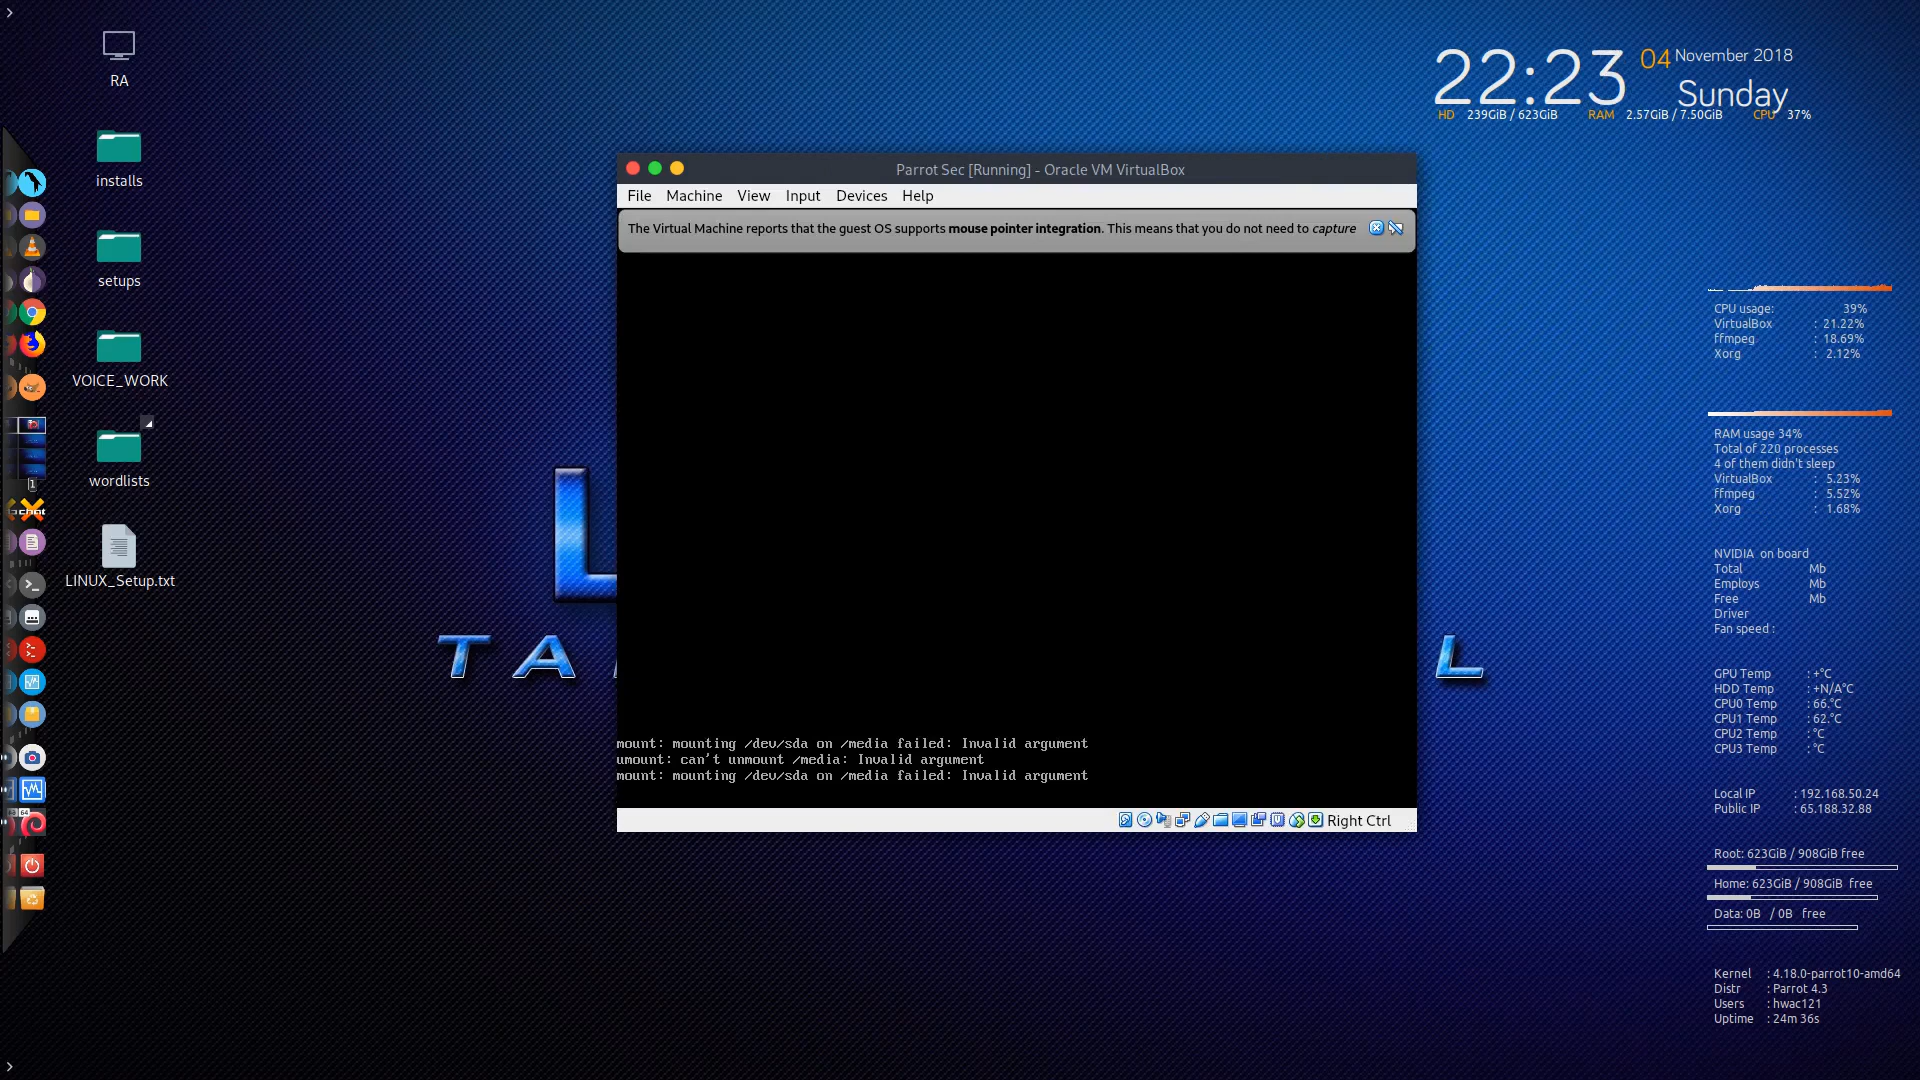 RA
installs
setups
VOICE_WORK
wordlists
LINUX_Setup.txt
1
64
22:23
04 November 2018
Sunday
HD 239GiB / 623GiB RAM 2.57GiB / 7.50GiB CPU 37%
Parrot Sec [Running] - Oracle VM VirtualBox
File Machine View Input Devices Help
The Virtual Machine reports that the guest OS supports mouse pointer integration. This means that you do not need to capture
mount: mounting /dev/sda on /media failed: Invalid argument
umount: can't unmount /media: Invalid argument
mount: mounting /dev/sda on /media failed: Invalid argument
Right Ctrl
L
TA
L
CPU usage: 39%
VirtualBox : 21.22%
ffmpeg : 18.69%
Xorg : 2.12%
RAM usage 34%
Total of 220 processes
4 of them didn't sleep
VirtualBox : 5.23%
ffmpeg : 5.52%
Xorg : 1.68%
NVIDIA on board
Total Mb
Employs Mb
Free Mb
Driver
Fan speed :
GPU Temp : +°C
HDD Temp : +N/A°C
CPU0 Temp : 66.°C
CPU1 Temp : 62.°C
CPU2 Temp : °C
CPU3 Temp : °C
Local IP : 192.168.50.24
Public IP : 65.188.32.88
Root: 623GiB / 908GiB free
Home: 623GiB / 908GiB free
Data: 0B / 0B free
Kernel : 4.18.0-parrot10-amd64
Distr : Parrot 4.3
Users : hwac121
Uptime : 24m 36s